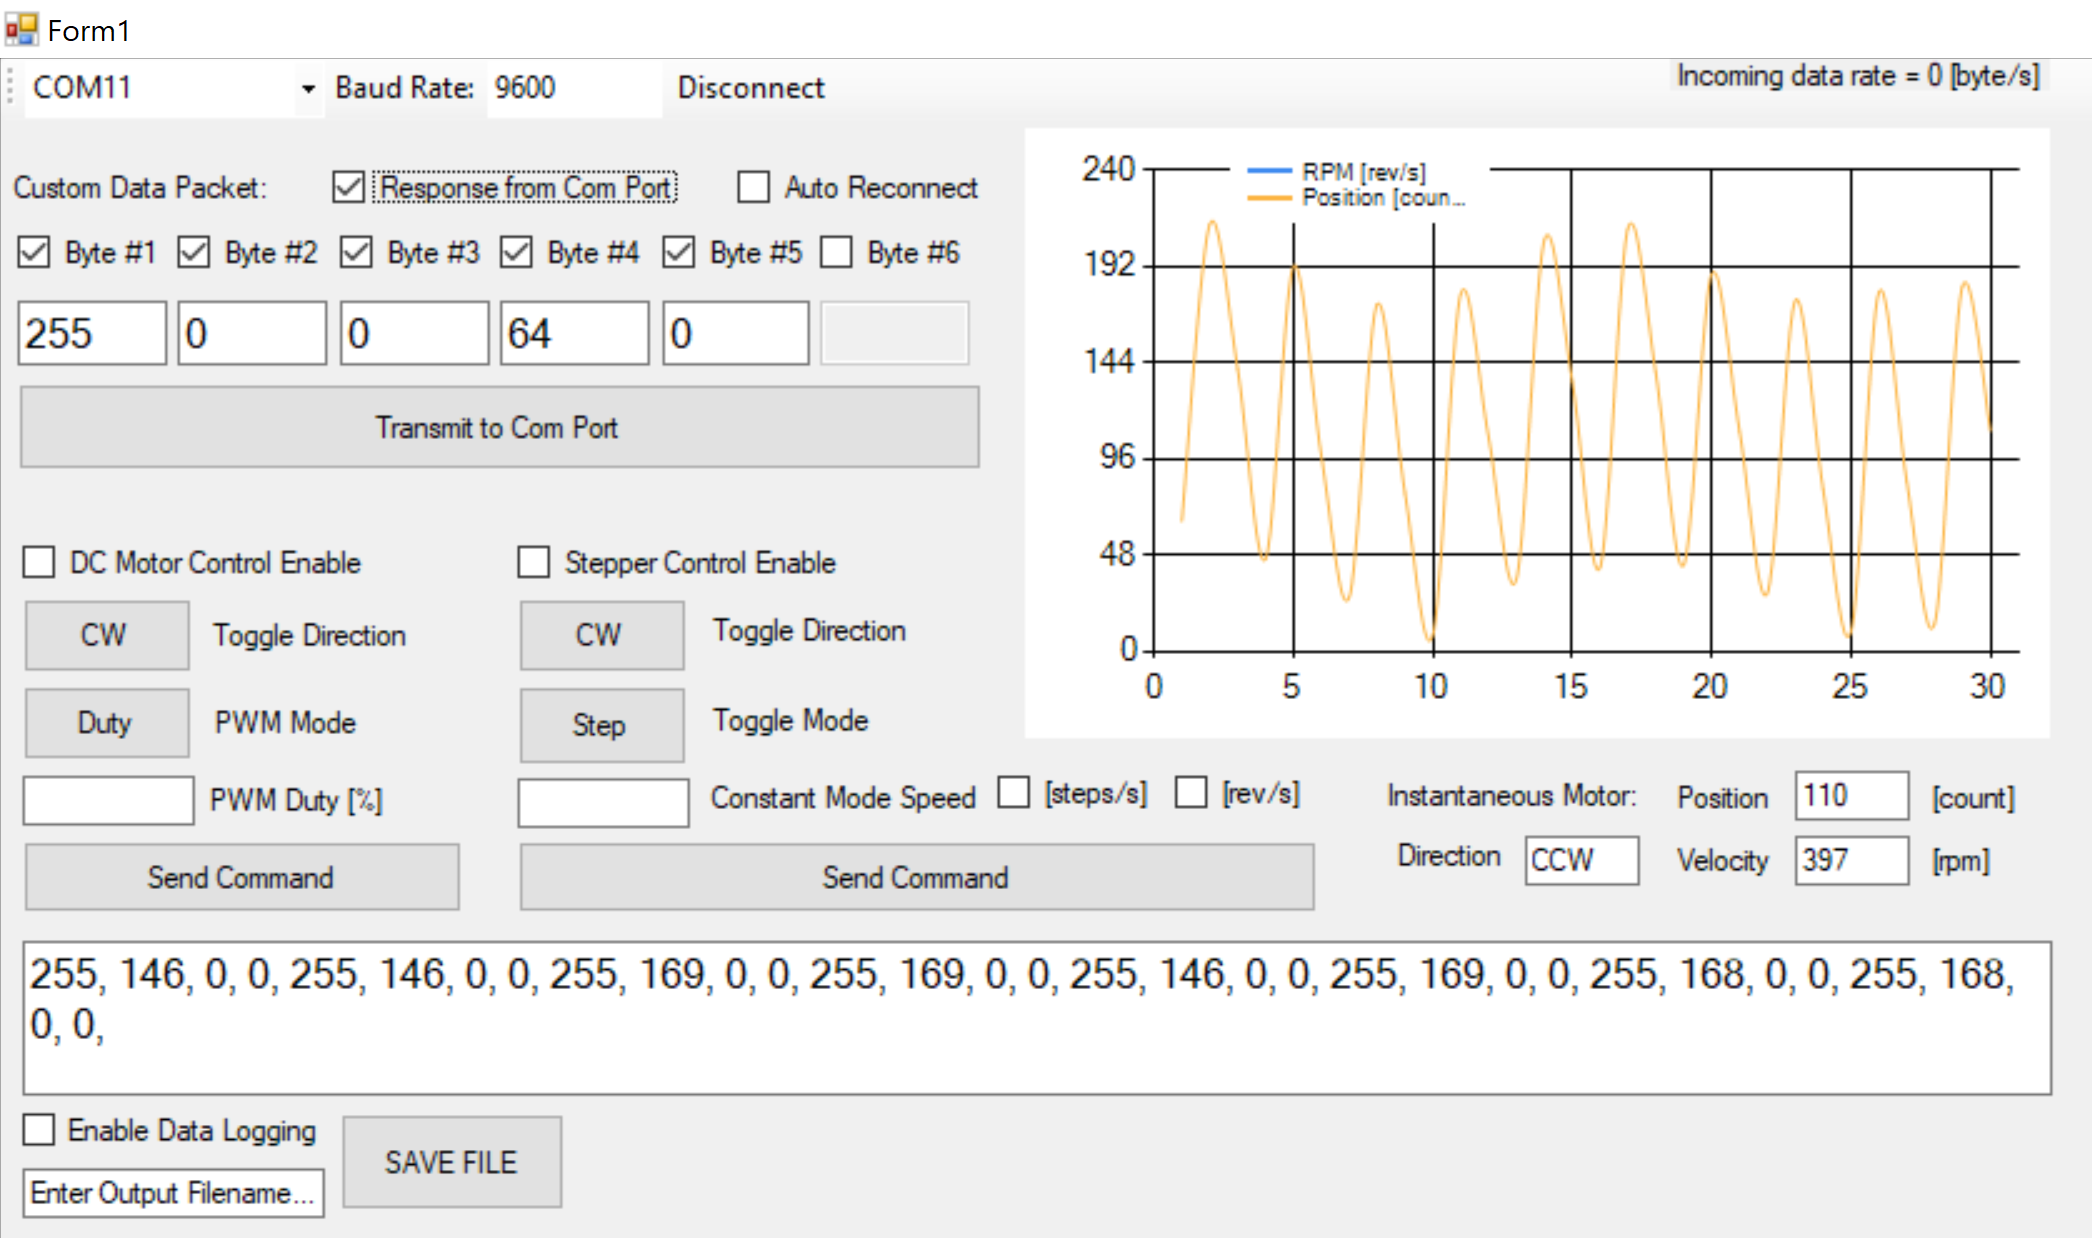 Form1
COM11 Baud Rate: 9600 Disconnect Incoming data rate = 0 [byte/s]
Custom Data Packet: Response from Com Port Auto Reconnect
Byte #1 Byte #2 Byte #3 Byte #4 Byte #5 Byte #6
255 0 0 64 0
Transmit to Com Port
DC Motor Control Enable Stepper Control Enable
CW Toggle Direction CW Toggle Direction
Duty PWM Mode Step Toggle Mode
PWM Duty [%] Constant Mode Speed [steps/s] [rev/s]
Send Command Send Command
RPM [rev/s]
Position [coun...
240
192
144
96
48
0
0 5 10 15 20 25 30
Instantaneous Motor: Position 110 [count]
Direction CCW Velocity 397 [rpm]
255, 146, 0, 0, 255, 146, 0, 0, 255, 169, 0, 0, 255, 169, 0, 0, 255, 146, 0, 0, 255, 169, 0, 0, 255, 168, 0, 0, 255, 168,
0, 0,
Enable Data Logging
SAVE FILE
Enter Output Filename...